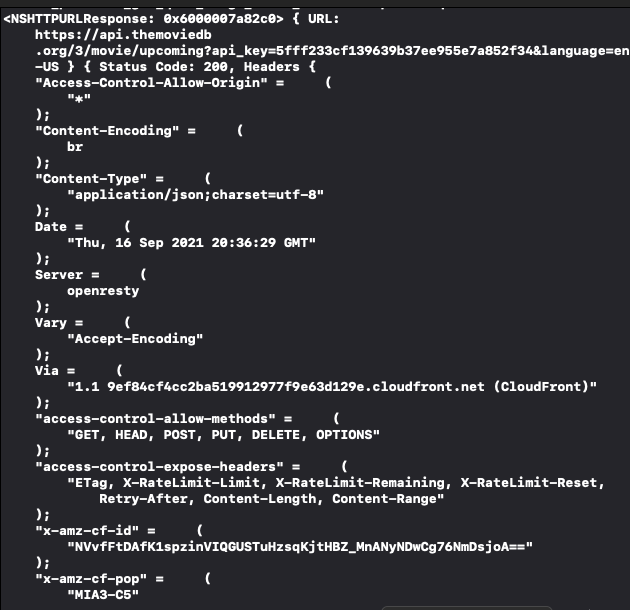 <NSHTTPURLResponse: 0x6000007a82c0> { URL:
https://api.themoviedb
.org/3/movie/upcoming?api_key=5fff233cf139639b37ee955e7a852f34&language=en
-US } { Status Code: 200, Headers {
"Access-Control-Allow-Origin" =     (
"*"
);
"Content-Encoding" =     (
br
);
"Content-Type" =     (
"application/json;charset=utf-8"
);
Date =     (
"Thu, 16 Sep 2021 20:36:29 GMT"
);
Server =     (
openresty
);
Vary =     (
"Accept-Encoding"
);
Via =     (
"1.1 9ef84cf4cc2ba519912977f9e63d129e.cloudfront.net (CloudFront)"
);
"access-control-allow-methods" =     (
"GET, HEAD, POST, PUT, DELETE, OPTIONS"
);
"access-control-expose-headers" =     (
"ETag, X-RateLimit-Limit, X-RateLimit-Remaining, X-RateLimit-Reset,
Retry-After, Content-Length, Content-Range"
);
"x-amz-cf-id" =     (
"NVvfFtDAfK1spzinVIQGUSTuHzsqKjtHBZ_MnANyNDwCg76NmDsjoA=="
);
"x-amz-cf-pop" =     (
"MIA3-C5"